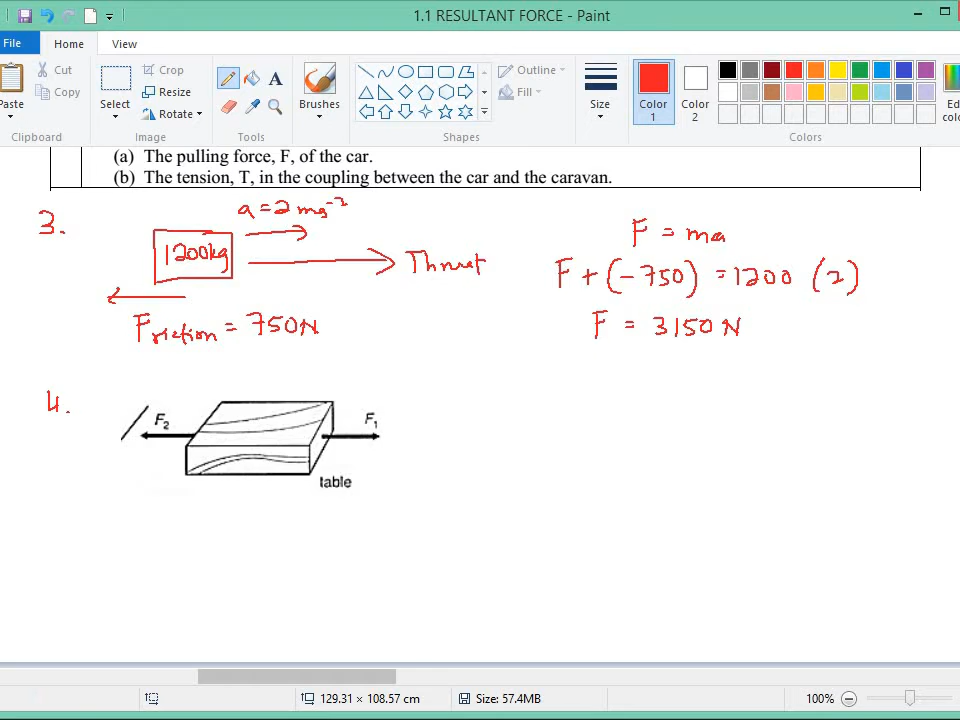 1.1 RESULTANT FORCE - Paint
File
Home
View
Paste
Cut
Copy
Clipboard
Select
Crop
Resize
Rotate
Image
A
Tools
Brushes
Shapes
Outline
Fill
Size
Color 1
Color 2
Colors
(a) The pulling force, F, of the car.
(b) The tension, T, in the coupling between the car and the caravan.
3.
a = 2 ms⁻²
1200kg
Thrust
Friction = 750N
F = ma
F + (-750) = 1200 (2)
F = 3150 N
4.
F₂
F₁
table
129.31 × 108.57 cm
Size: 57.4MB
100%